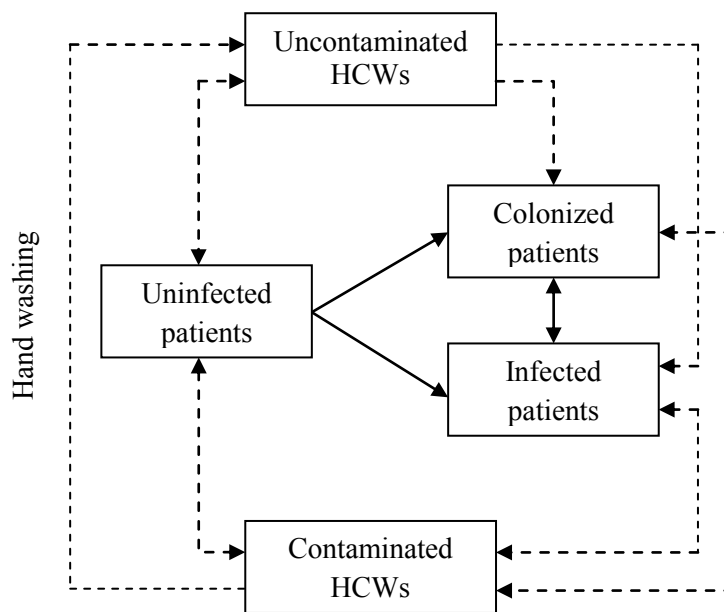 Uncontaminated
HCWs
Colonized
patients
Hand washing
Uninfected
patients
Infected
patients
Contaminated
HCWs